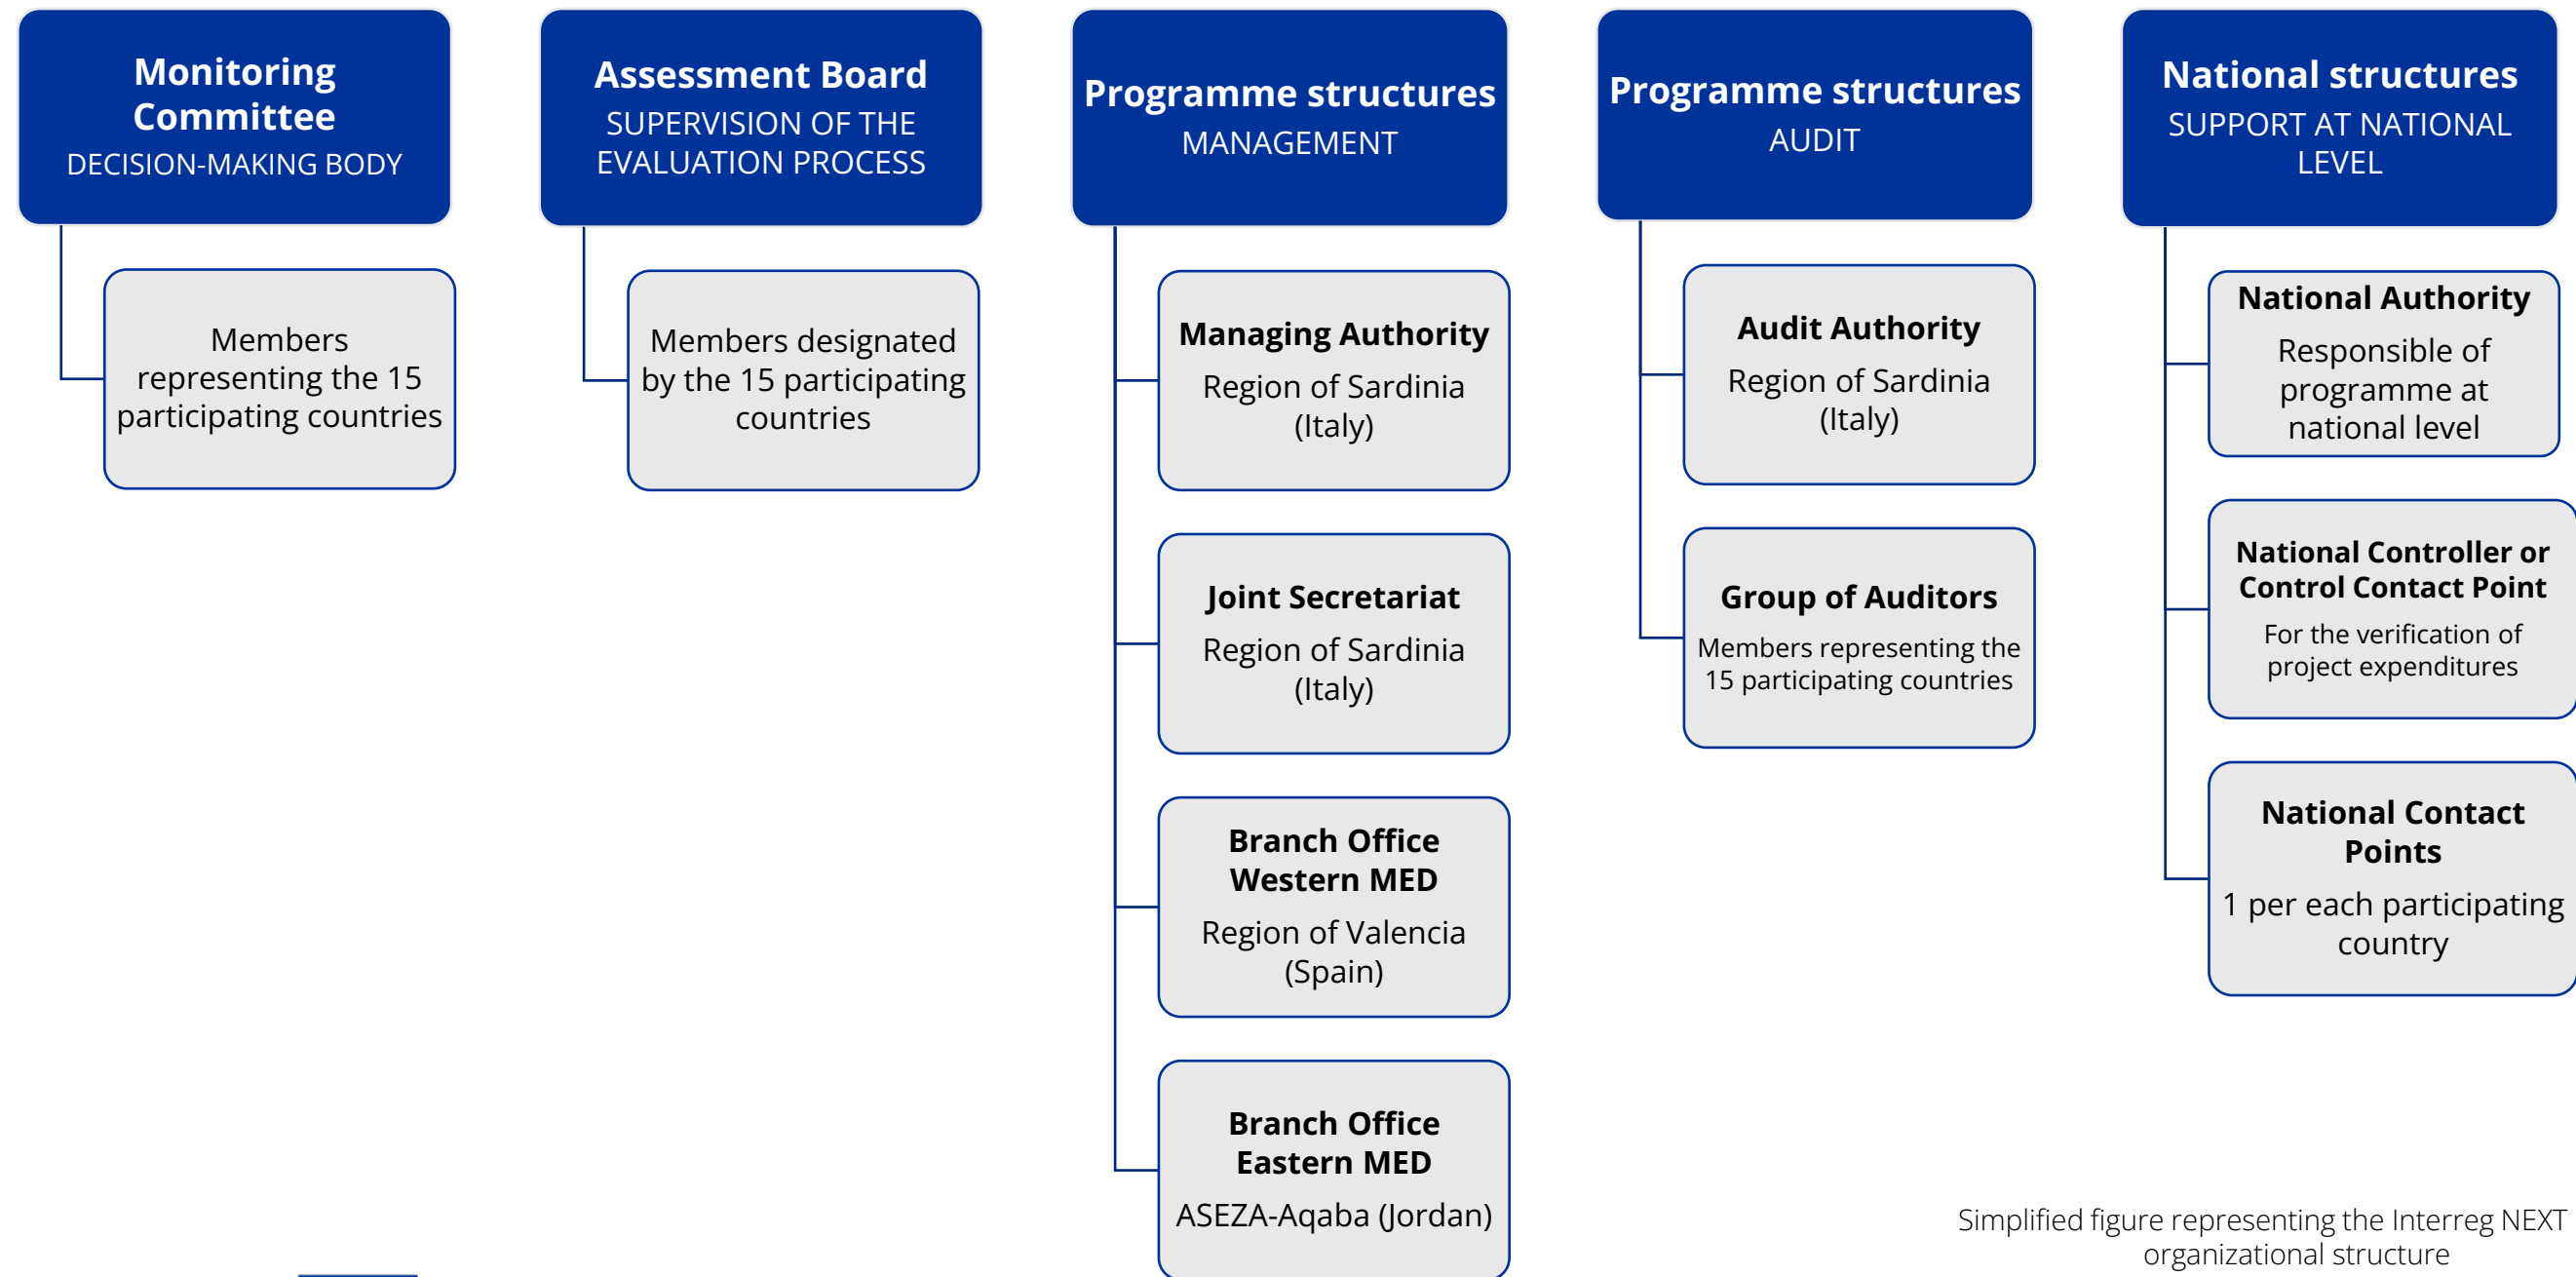 Monitoring
Committee
DECISION-MAKING BODY
Members
representing the 15
participating countries
Assessment Board
SUPERVISION OF THE
EVALUATION PROCESS
Members designated
by the 15 participating
countries
Programme structures
MANAGEMENT
Managing Authority
Region of Sardinia
(Italy)
Joint Secretariat
Region of Sardinia
(Italy)
Branch Office
Western MED
Region of Valencia
(Spain)
Branch Office
Eastern MED
ASEZA-Aqaba (Jordan)
Programme structures
AUDIT
Audit Authority
Region of Sardinia
(Italy)
Group of Auditors
Members representing the
15 participating countries
National structures
SUPPORT AT NATIONAL
LEVEL
National Authority
Responsible of
programme at
national level
National Controller or
Control Contact Point
For the verification of
project expenditures
National Contact
Points
1 per each participating
country
Simplified figure representing the Interreg NEXT
organizational structure